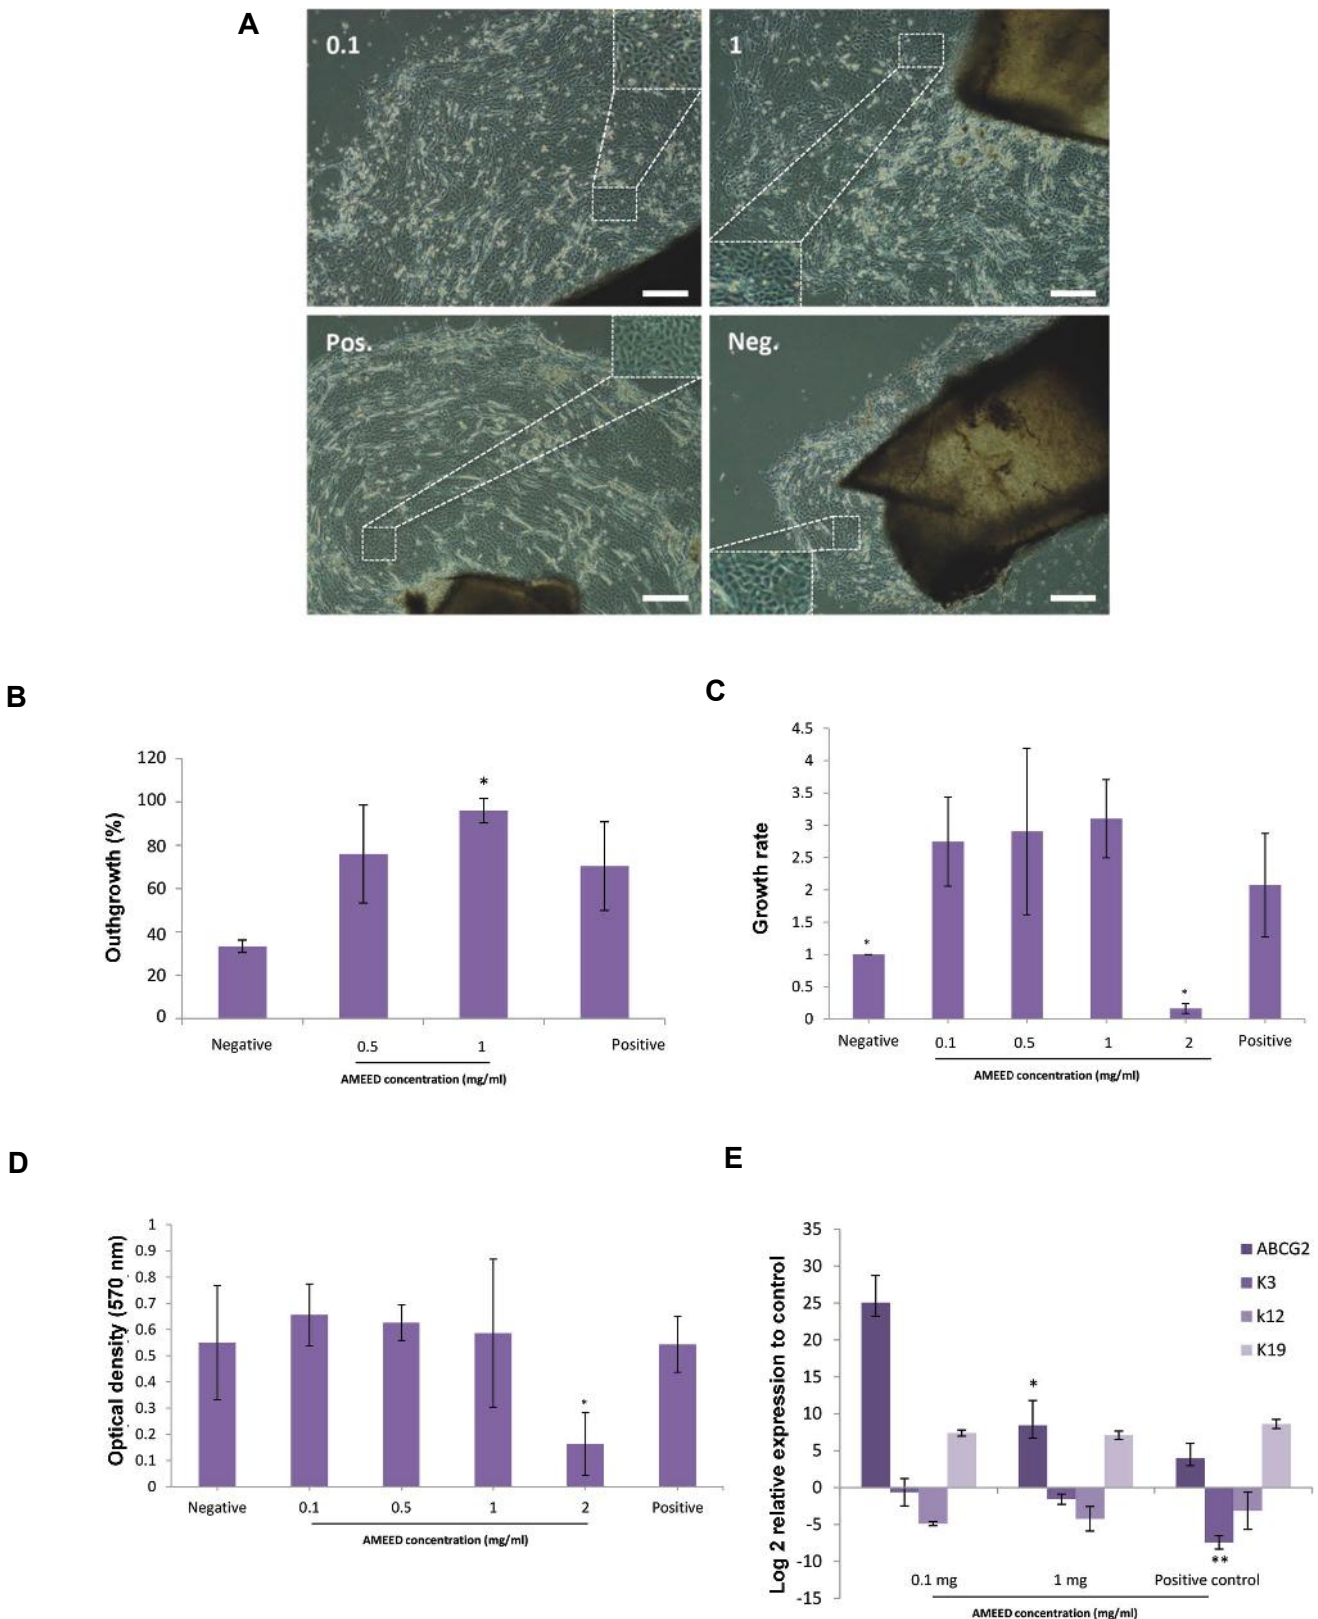 A
0.1
1
Pos.
Neg.
B
120
100
80
60
40
20
0
Outhgrowth (%)
Negative
0.5
1
Positive
AMEED concentration (mg/ml)
C
4.5
4
3.5
3
2.5
2
1.5
1
0.5
0
Growth rate
*
*
Negative
0.1
0.5
1
2
Positive
AMEED concentration (mg/ml)
*
D
1
0.9
0.8
0.7
0.6
0.5
0.4
0.3
0.2
0.1
0
Optical density (570 nm)
*
Negative
0.1
0.5
1
2
Positive
AMEED concentration (mg/ml)
E
35
30
25
20
15
10
5
0
-5
-10
-15
Log 2 relative expression to control
ABCG2
K3
k12
K19
*
**
0.1 mg
1 mg
Positive control
AMEED concentration (mg/ml)